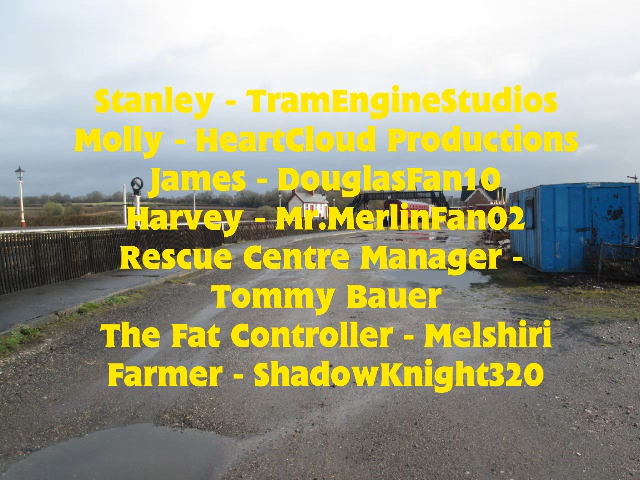 Stanley - TramEngineStudios
Molly - HeartCloud Productions
James - DouglasFan10
Harvey - Mr.MerlinFan02
Rescue Centre Manager -
Tommy Bauer
The Fat Controller - Melshiri
Farmer - ShadowKnight320